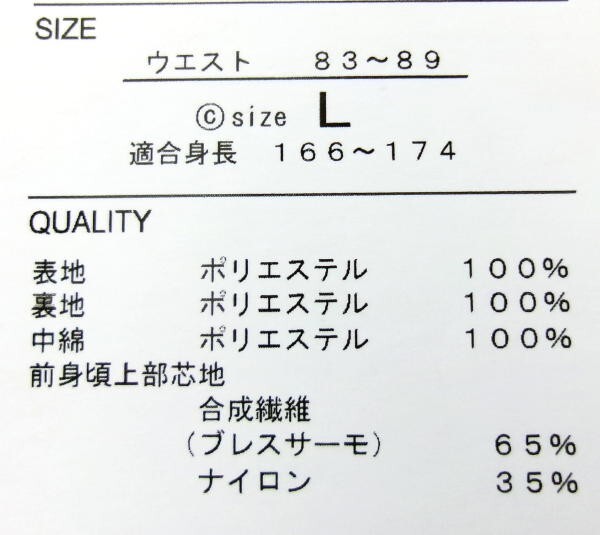 SIZE
ウエスト　８３～８９
ⓒsize L
適合身長　１６６～１７４
QUALITY
表地　ポリエステル　１００％
裏地　ポリエステル　１００％
中綿　ポリエステル　１００％
前身頃上部芯地
合成繊維
（ブレスサーモ）　６５％
ナイロン　３５％